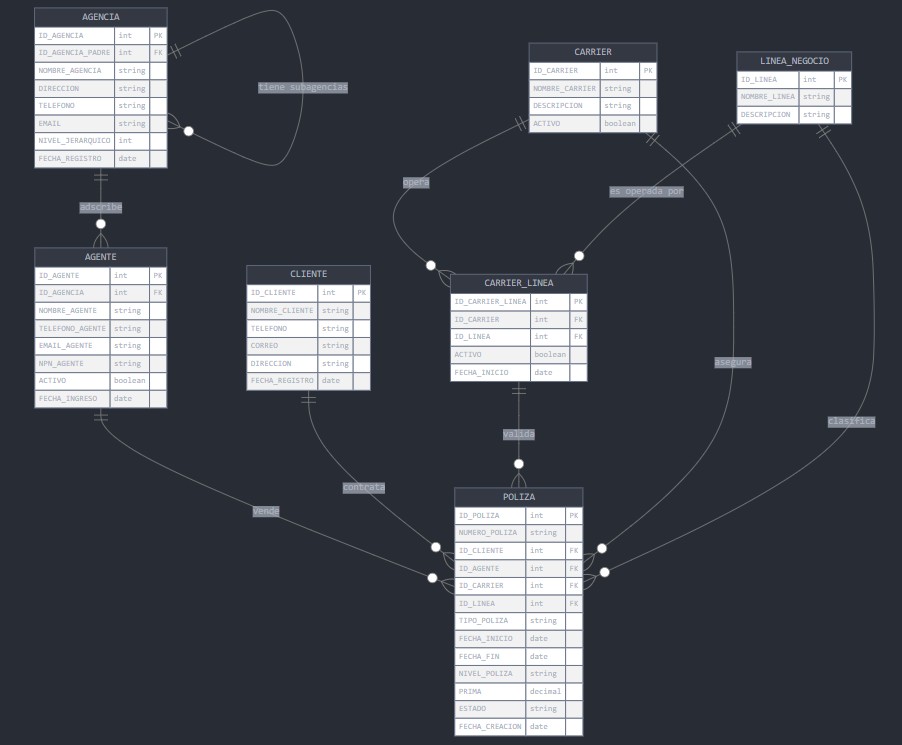 AGENCIA
ID_AGENCIA int PK
ID_AGENCIA_PADRE int FK
NOMBRE_AGENCIA string
DIRECCION string
TELEFONO string
EMAIL string
NIVEL_JERARQUICO int
FECHA_REGISTRO date
tiene subagencias
CARRIER
ID_CARRIER int PK
NOMBRE_CARRIER string
DESCRIPCION string
ACTIVO boolean
LINEA_NEGOCIO
ID_LINEA int PK
NOMBRE_LINEA string
DESCRIPCION string
adscribe
opera
es operada por
AGENTE
ID_AGENTE int PK
ID_AGENCIA int FK
NOMBRE_AGENTE string
TELEFONO_AGENTE string
EMAIL_AGENTE string
NPN_AGENTE string
ACTIVO boolean
FECHA_INGRESO date
CLIENTE
ID_CLIENTE int PK
NOMBRE_CLIENTE string
TELEFONO string
CORREO string
DIRECCION string
FECHA_REGISTRO date
CARRIER_LINEA
ID_CARRIER_LINEA int PK
ID_CARRIER int FK
ID_LINEA int FK
ACTIVO boolean
FECHA_INICIO date
asegura
clasifica
valida
contrata
vende
POLIZA
ID_POLIZA int PK
NUMERO_POLIZA string
ID_CLIENTE int FK
ID_AGENTE int FK
ID_CARRIER int FK
ID_LINEA int FK
TIPO_POLIZA string
FECHA_INICIO date
FECHA_FIN date
NIVEL_POLIZA string
PRIMA decimal
ESTADO string
FECHA_CREACION date